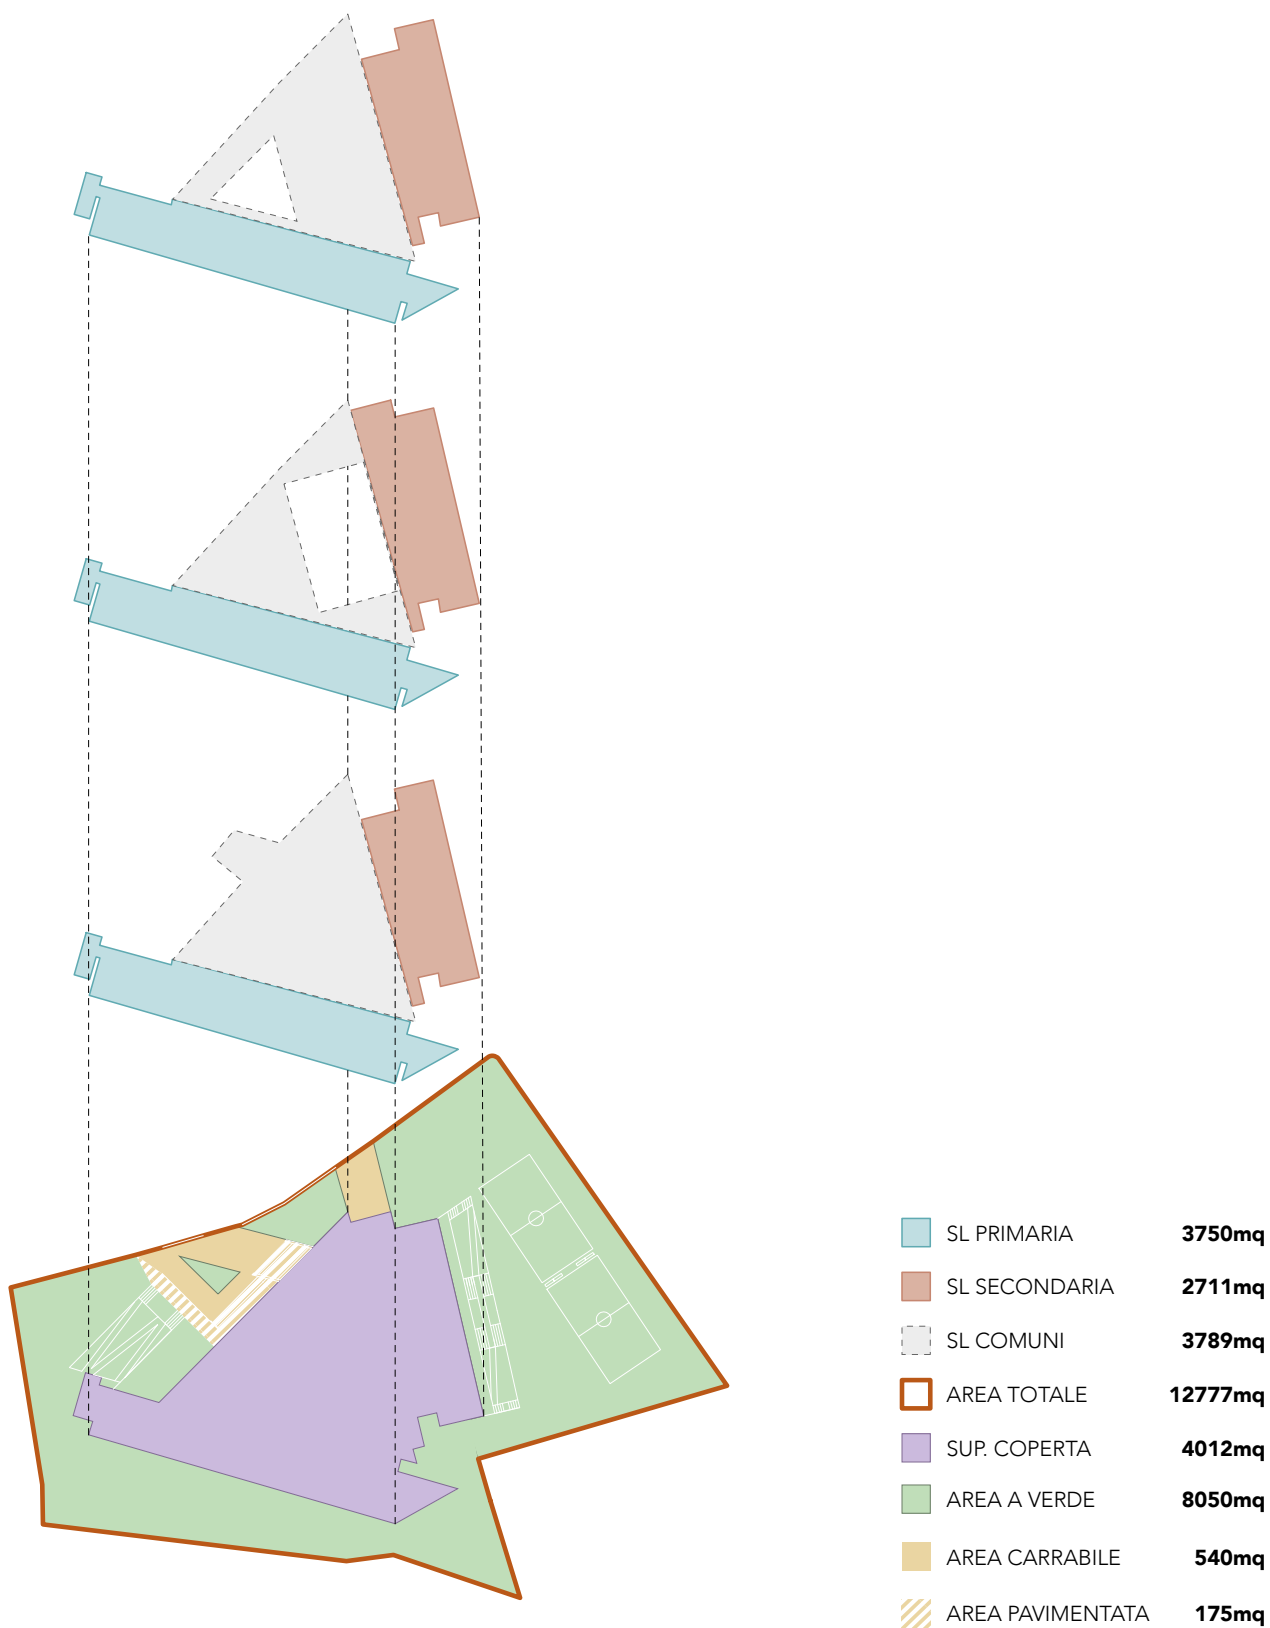 SL PRIMARIA 3750mq
SL SECONDARIA 2711mq
SL COMUNI 3789mq
AREA TOTALE 12777mq
SUP. COPERTA 4012mq
AREA A VERDE 8050mq
AREA CARRABILE 540mq
AREA PAVIMENTATA 175mq